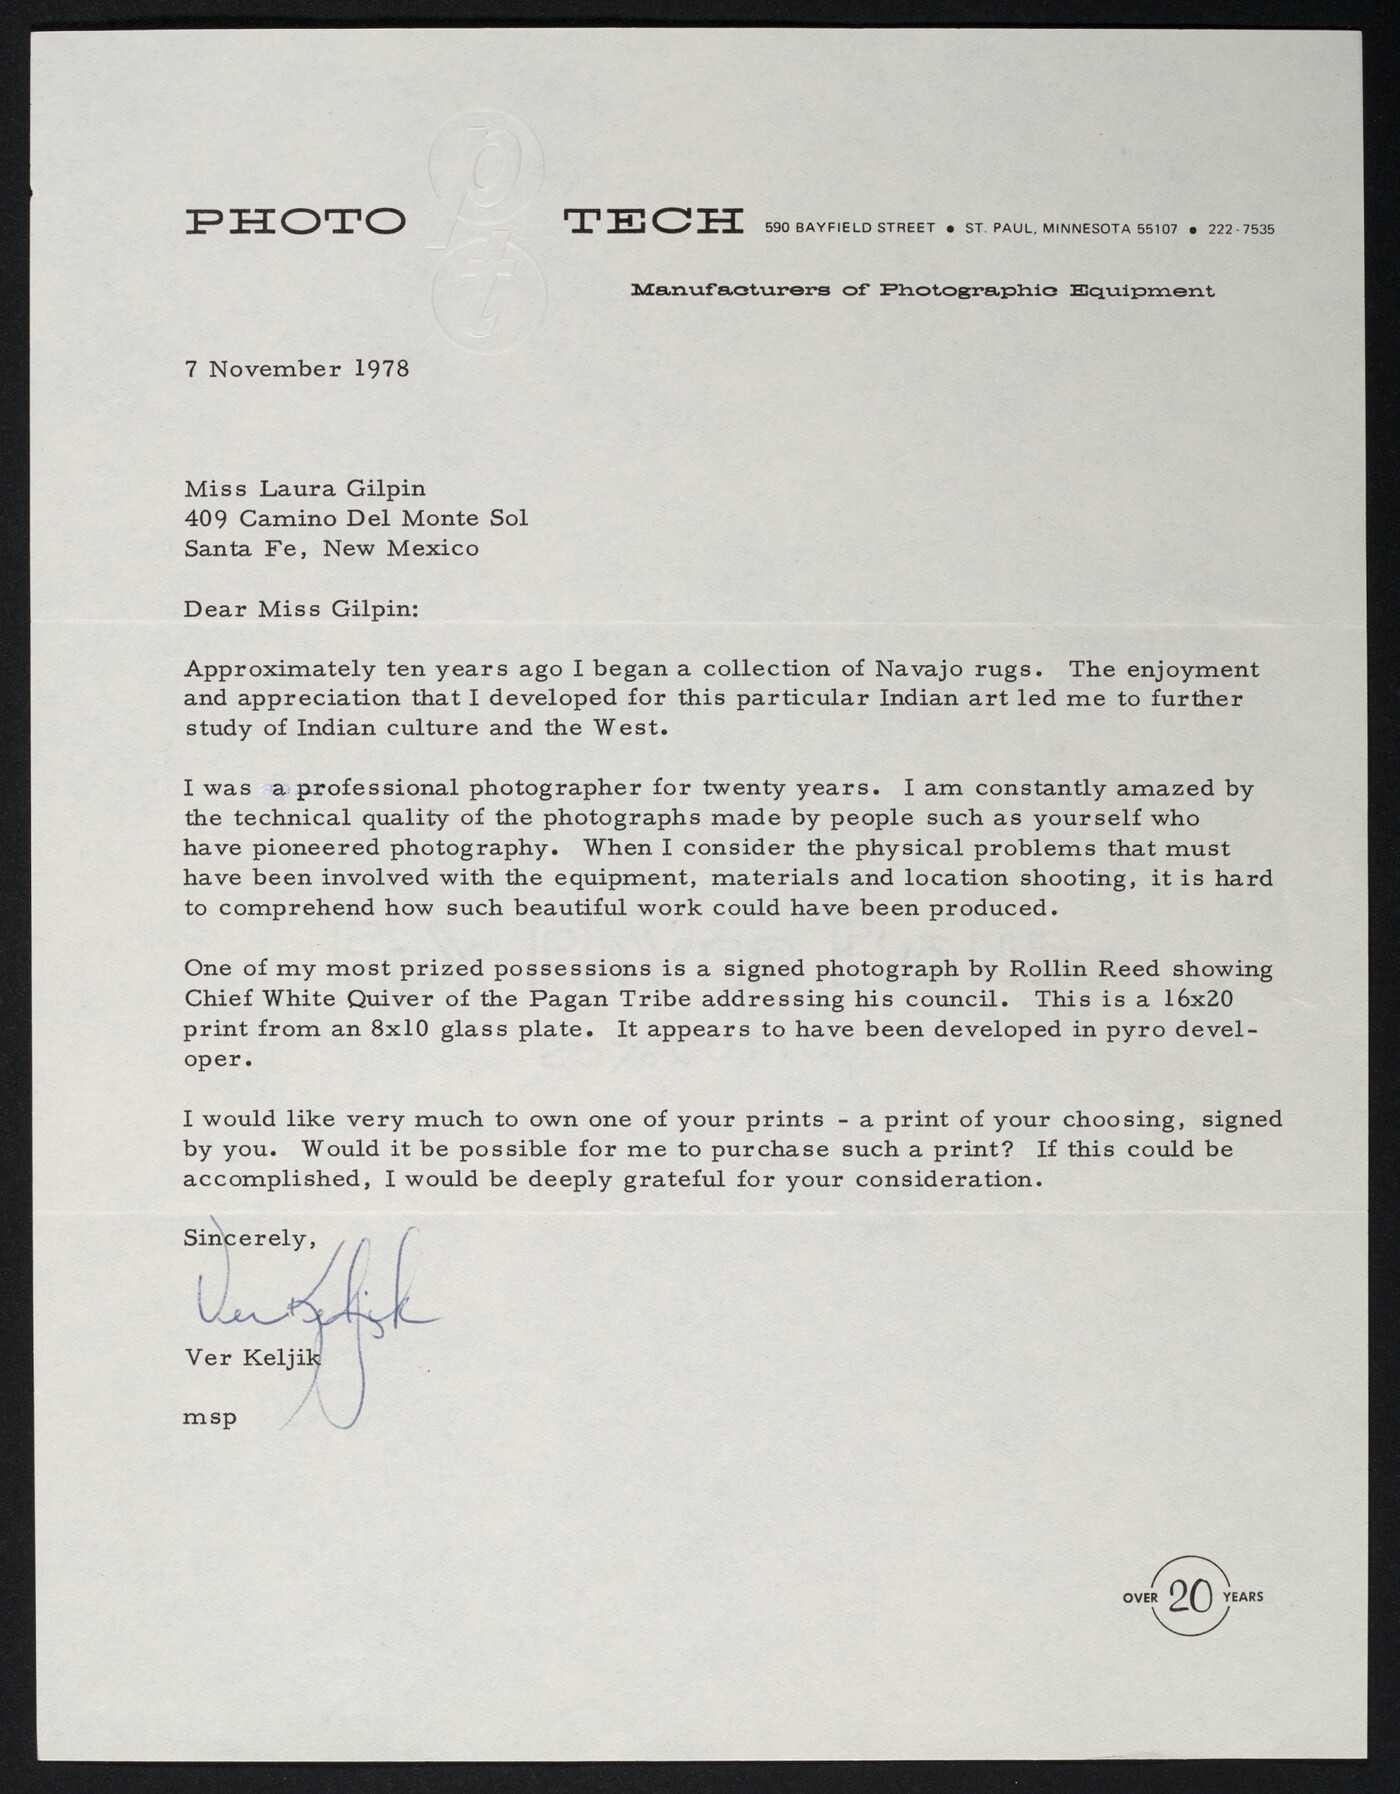 PHOTO pt TECH 590 BAYFIELD STREET • ST. PAUL, MINNESOTA 55107 • 222-7535
Manufacturers of Photographic Equipment
7 November 1978
Miss Laura Gilpin
409 Camino Del Monte Sol
Santa Fe, New Mexico
Dear Miss Gilpin:
Approximately ten years ago I began a collection of Navajo rugs. The enjoyment
and appreciation that I developed for this particular Indian art led me to further
study of Indian culture and the West.
I was a professional photographer for twenty years. I am constantly amazed by
the technical quality of the photographs made by people such as yourself who
have pioneered photography. When I consider the physical problems that must
have been involved with the equipment, materials and location shooting, it is hard
to comprehend how such beautiful work could have been produced.
One of my most prized possessions is a signed photograph by Rollin Reed showing
Chief White Quiver of the Pagan Tribe addressing his council. This is a 16x20
print from an 8x10 glass plate. It appears to have been developed in pyro devel-
oper.
I would like very much to own one of your prints - a print of your choosing, signed
by you. Would it be possible for me to purchase such a print? If this could be
accomplished, I would be deeply grateful for your consideration.
Sincerely,
Ver Keljik
Ver Keljik
msp
OVER 20 YEARS